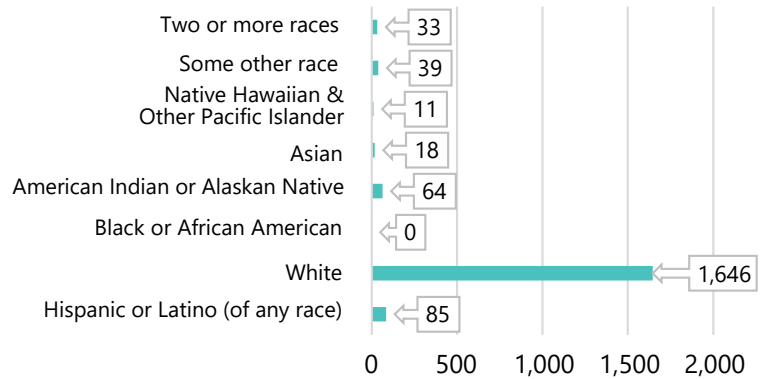 Two or more races 33
Some other race 39
Native Hawaiian &
Other Pacific Islander 11
Asian 18
American Indian or Alaskan Native 64
Black or African American 0
White 1,646
Hispanic or Latino (of any race) 85
0 500 1,000 1,500 2,000